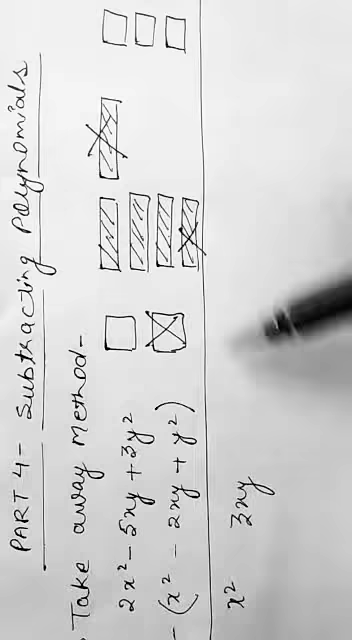 PART 4- Subtracting Polynomials
Take away Method-
2x² - 5xy + 3y²
- (x² - 2xy + y²)
x² 3xy